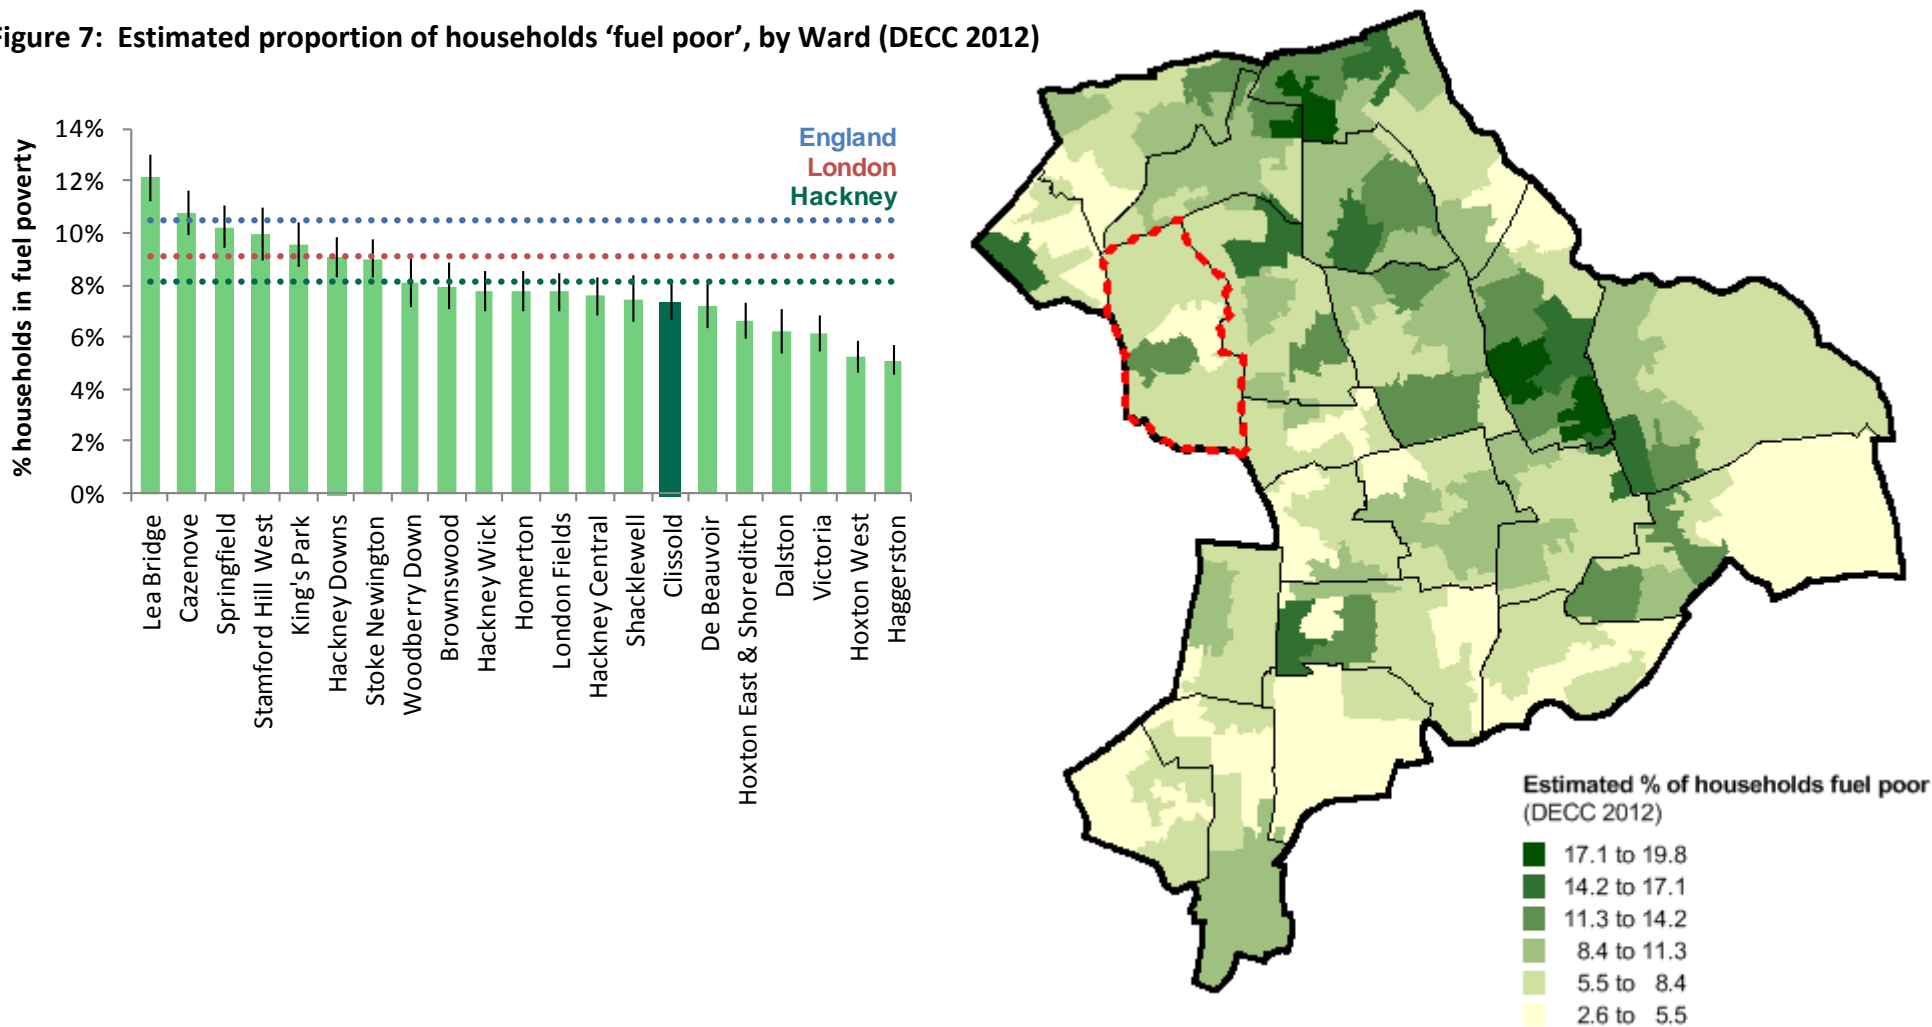 Figure 7: Estimated proportion of households ‘fuel poor’, by Ward (DECC 2012)
% households in fuel poverty
14%
12%
10%
8%
6%
4%
2%
0%
England
London
Hackney
Lea Bridge
Cazenove
Springfield
Stamford Hill West
King's Park
Hackney Downs
Stoke Newington
Woodberry Down
Brownswood
Hackney Wick
Homerton
London Fields
Hackney Central
Shacklewell
Clissold
De Beauvoir
Hoxton East & Shoreditch
Dalston
Victoria
Hoxton West
Haggerston
Estimated % of households fuel poor
(DECC 2012)
17.1 to 19.8
14.2 to 17.1
11.3 to 14.2
8.4 to 11.3
5.5 to 8.4
2.6 to 5.5